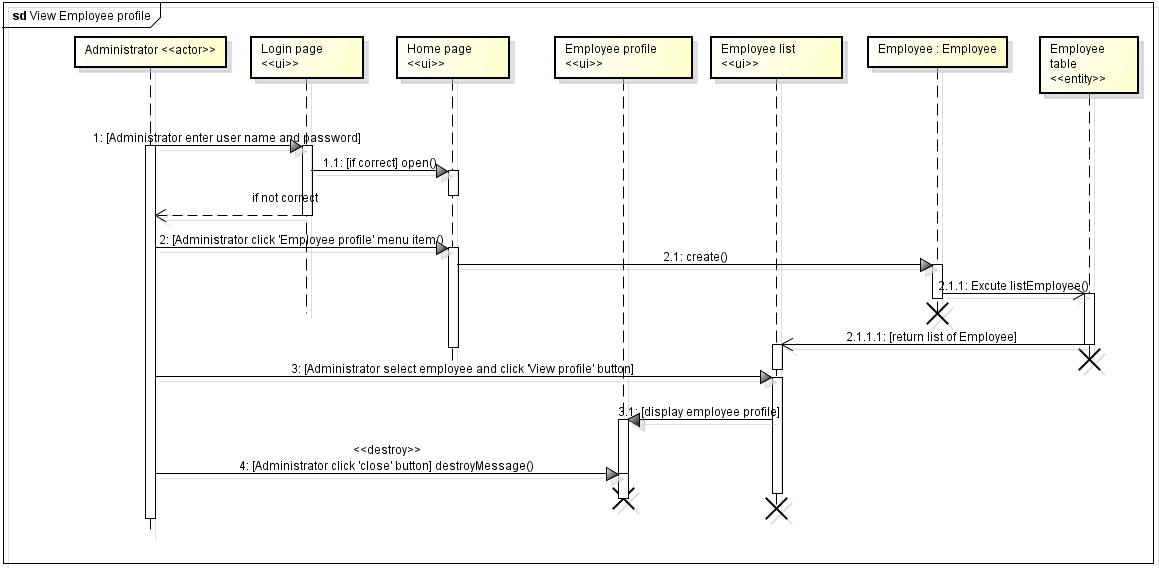 sd View Employee profile
Administrator <<actor>>
Login page
<<ui>>
Home page
<<ui>>
Employee profile
<<ui>>
Employee list
<<ui>>
Employee : Employee
Employee
table
<<entity>>
1: [Administrator enter user name and password]
1.1: [if correct] open()
if not correct
2: [Administrator click 'Employee profile' menu item()
2.1: create()
2.1.1: Excute listEmployee()
2.1.1.1: [return list of Employee]
3: [Administrator select employee and click 'View profile' button]
3.1: [display employee profile]
<<destroy>>
4: [Administrator click 'close' button] destroyMessage()